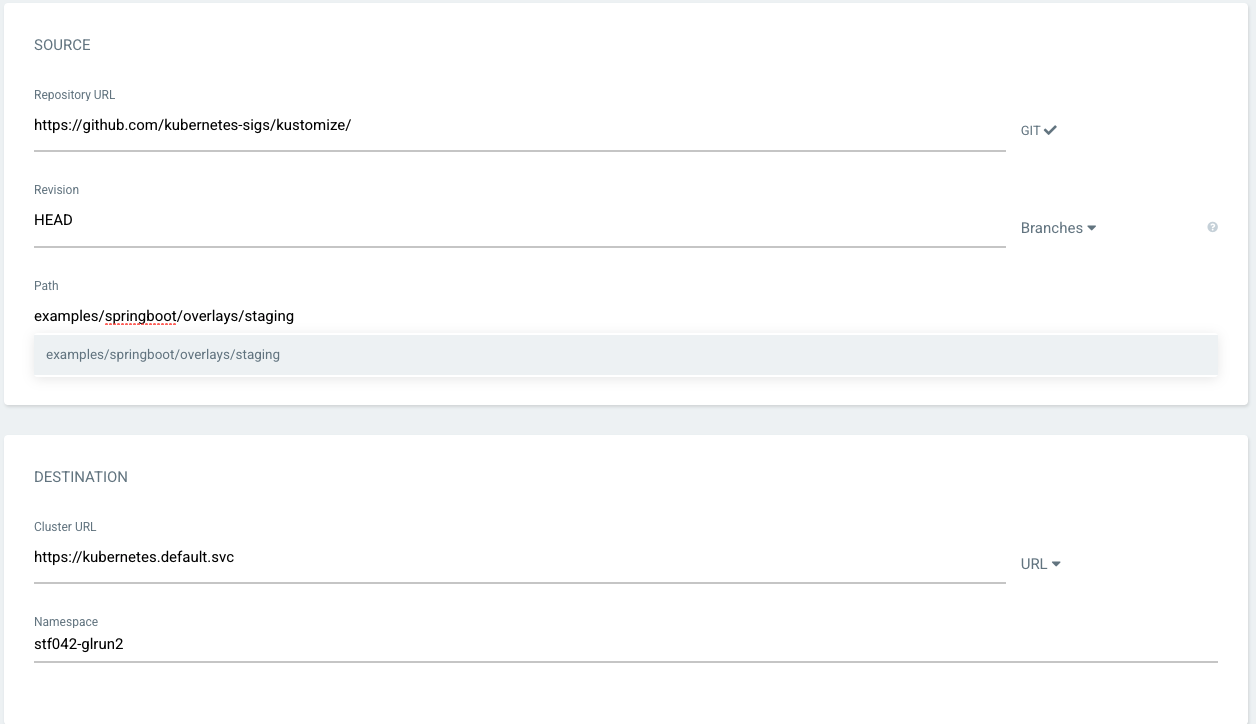 SOURCE
Repository URL
https://github.com/kubernetes-sigs/kustomize/
GIT
Revision
HEAD
Branches
?
Path
examples/springboot/overlays/staging
examples/springboot/overlays/staging
DESTINATION
Cluster URL
https://kubernetes.default.svc
URL
Namespace
stf042-glrun2